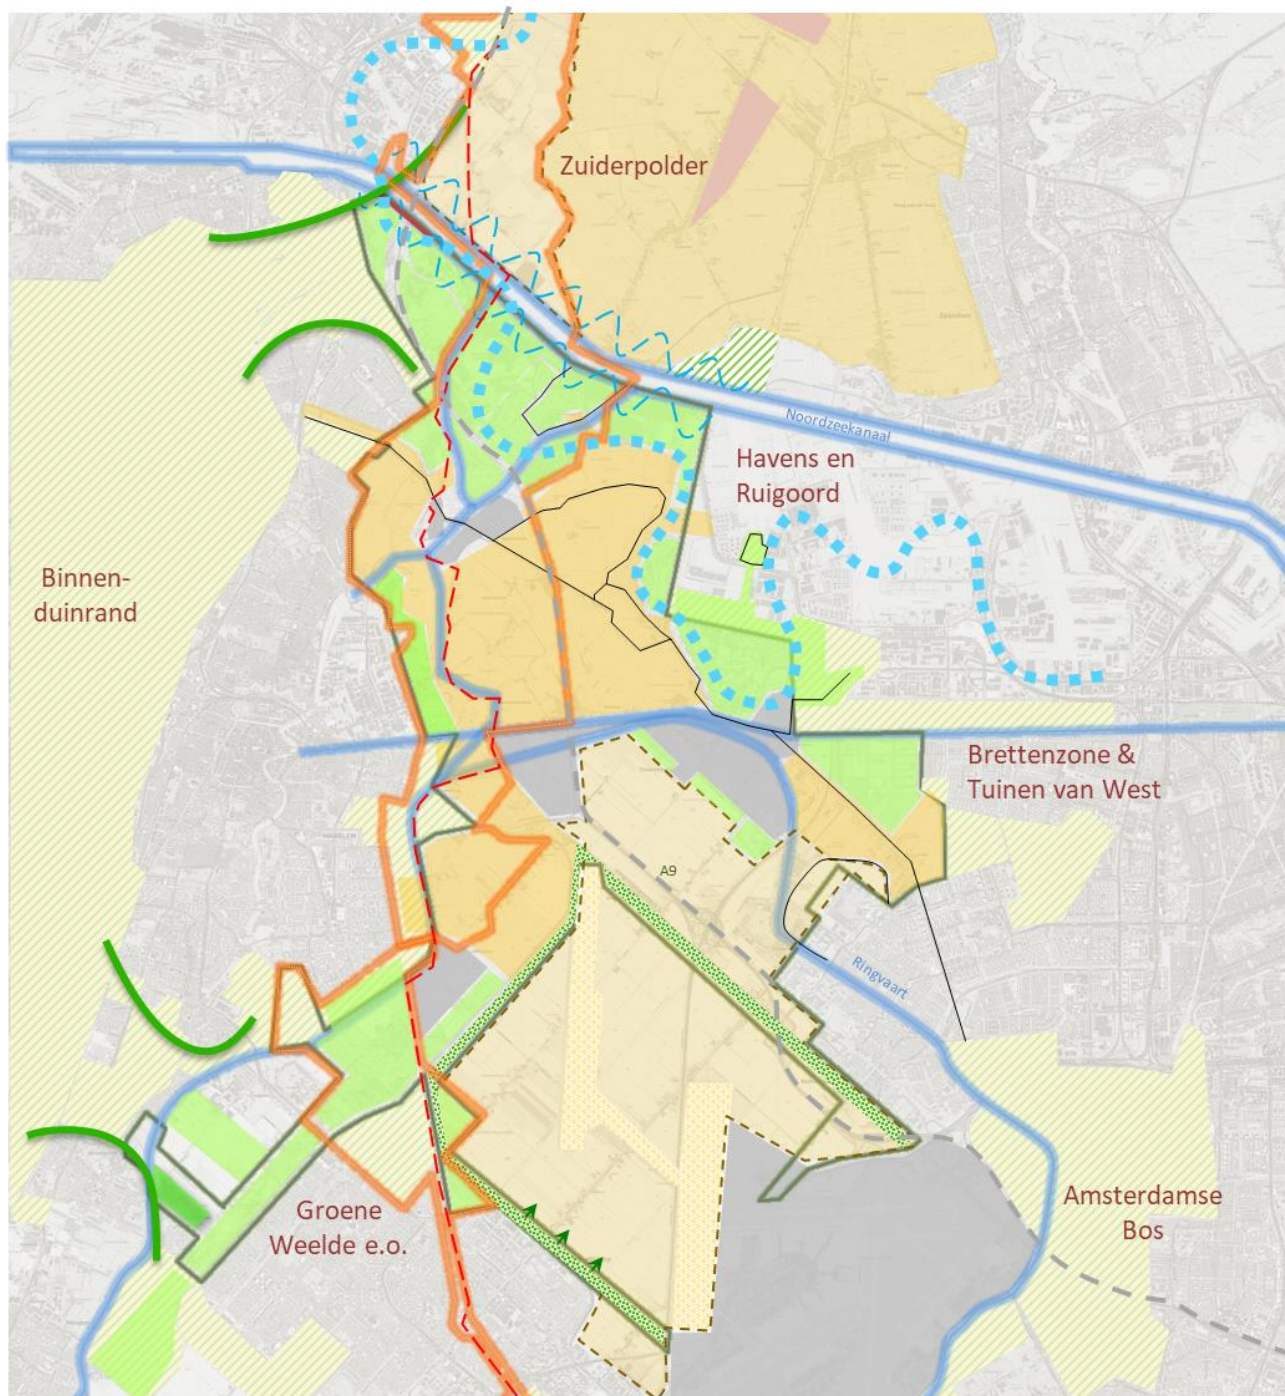 Zuiderpolder
Noordzeekanaal
Havens en
Ruigoord
Binnen-
duinrand
Brettenzone &
Tuinen van West
A9
Ringvaart
Groene
Weelde e.o.
Amsterdamse
Bos